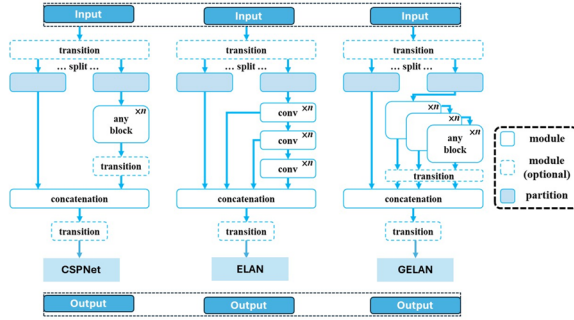 Input Input Input
transition transition transition
... split ... ... split ... ... split ...
any block ×n
conv ×n
conv ×n
conv ×n
×n
×n
any block ×n
transition
transition
module
module (optional)
partition
concatenation concatenation concatenation
transition transition transition
CSPNet ELAN GELAN
Output Output Output